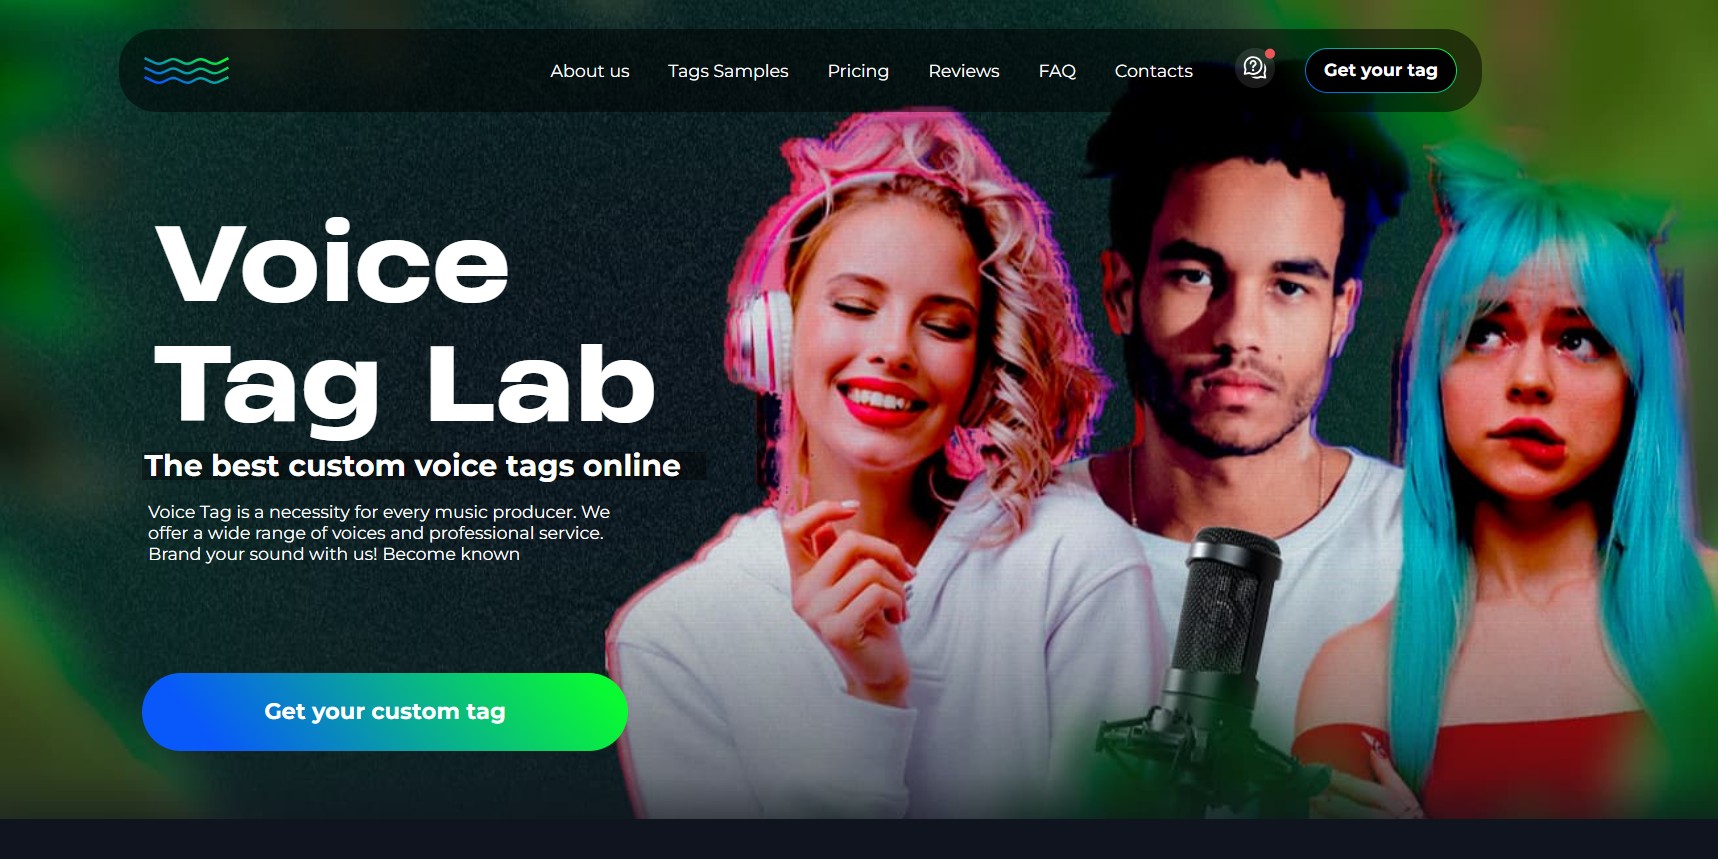 About us
Tags Samples
Pricing
Reviews
FAQ
Contacts
Get your tag
Voice
Tag Lab
The best custom voice tags online
Voice Tag is a necessity for every music producer. We
offer a wide range of voices and professional service.
Brand your sound with us! Become known
Get your custom tag